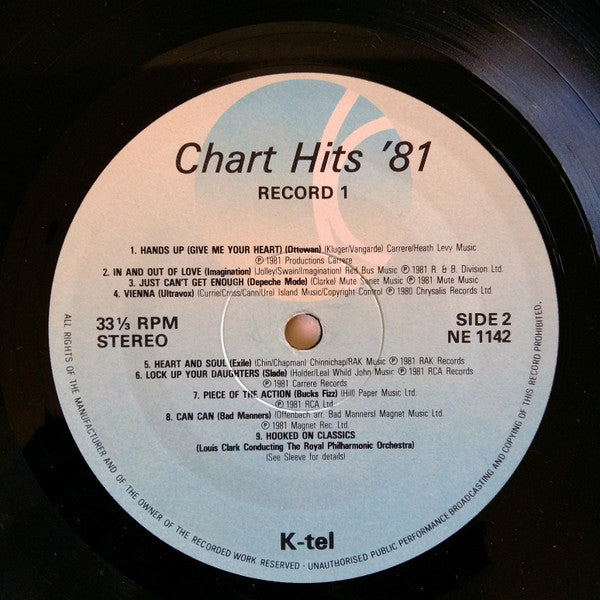 Chart Hits '81
RECORD 1
1. HANDS UP (GIVE ME YOUR HEART) (Ottowan) (Kluger/Vangarde) Carrere/Heath Levy Music
℗ 1981 Productions Carrere
2. IN AND OUT OF LOVE (Imagination) (Jolley/Swain/Imagination) Red Bus Music ℗ 1981 R. & B. Division Ltd.
3. JUST CAN'T GET ENOUGH (Depeche Mode) (Clarke) Mute Sonet Music ℗ 1981 Mute Music
4. VIENNA (Ultravox) (Currie/Cross/Cann/Ure) Island Music/Copyright Control ℗ 1980 Chrysalis Records Ltd.
33⅓ RPM
STEREO
SIDE 2
NE 1142
5. HEART AND SOUL (Exile) (Chin/Chapman) Chinnichap/RAK Music ℗ 1981 RAK Records
6. LOCK UP YOUR DAUGHTERS (Slade) (Holder/Lea) Whild John Music ℗ 1981 RCA Records
℗ 1981 Carrere Records
7. PIECE OF THE ACTION (Bucks Fizz) (Hill) Paper Music Ltd.
℗ 1981 RCA Ltd
8. CAN CAN (Bad Manners) (Offenbach arr. Bad Manners) Magnet Music Ltd.
℗ 1981 Magnet Rec. Ltd.
9. HOOKED ON CLASSICS
(Louis Clark Conducting The Royal Philharmonic Orchestra)
(See Sleeve for details)
K-tel
ALL RIGHTS OF THE MANUFACTURER AND OF THE OWNER OF THE RECORDED WORK RESERVED - UNAUTHORISED PUBLIC PERFORMANCE BROADCASTING AND COPYING OF THIS RECORD PROHIBITED.